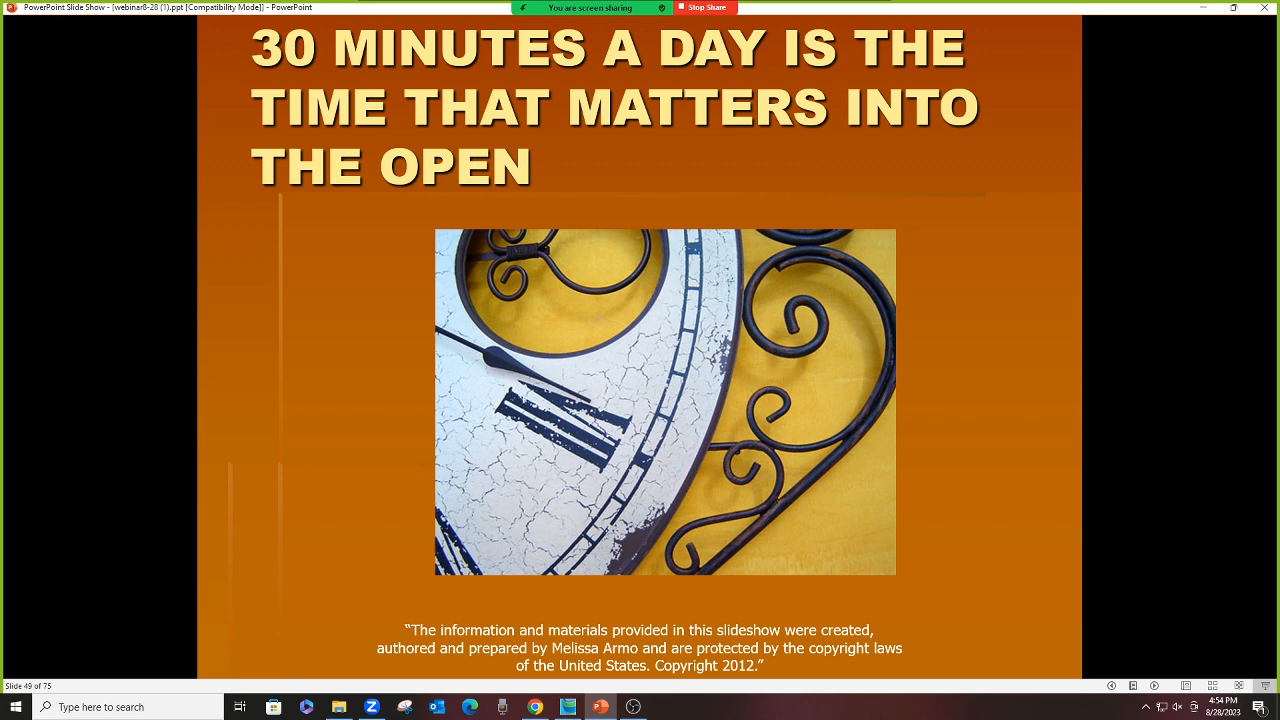 PowerPoint Slide Show - [webinar8-28 (1).ppt [Compatibility Mode]] - PowerPoint
You are screen sharing
Stop Share
30 MINUTES A DAY IS THE
TIME THAT MATTERS INTO
THE OPEN
“The information and materials provided in this slideshow were created,
authored and prepared by Melissa Armo and are protected by the copyright laws
of the United States. Copyright 2012.”
Slide 49 of 75
Type here to search
4:54 PM
8/28/2023